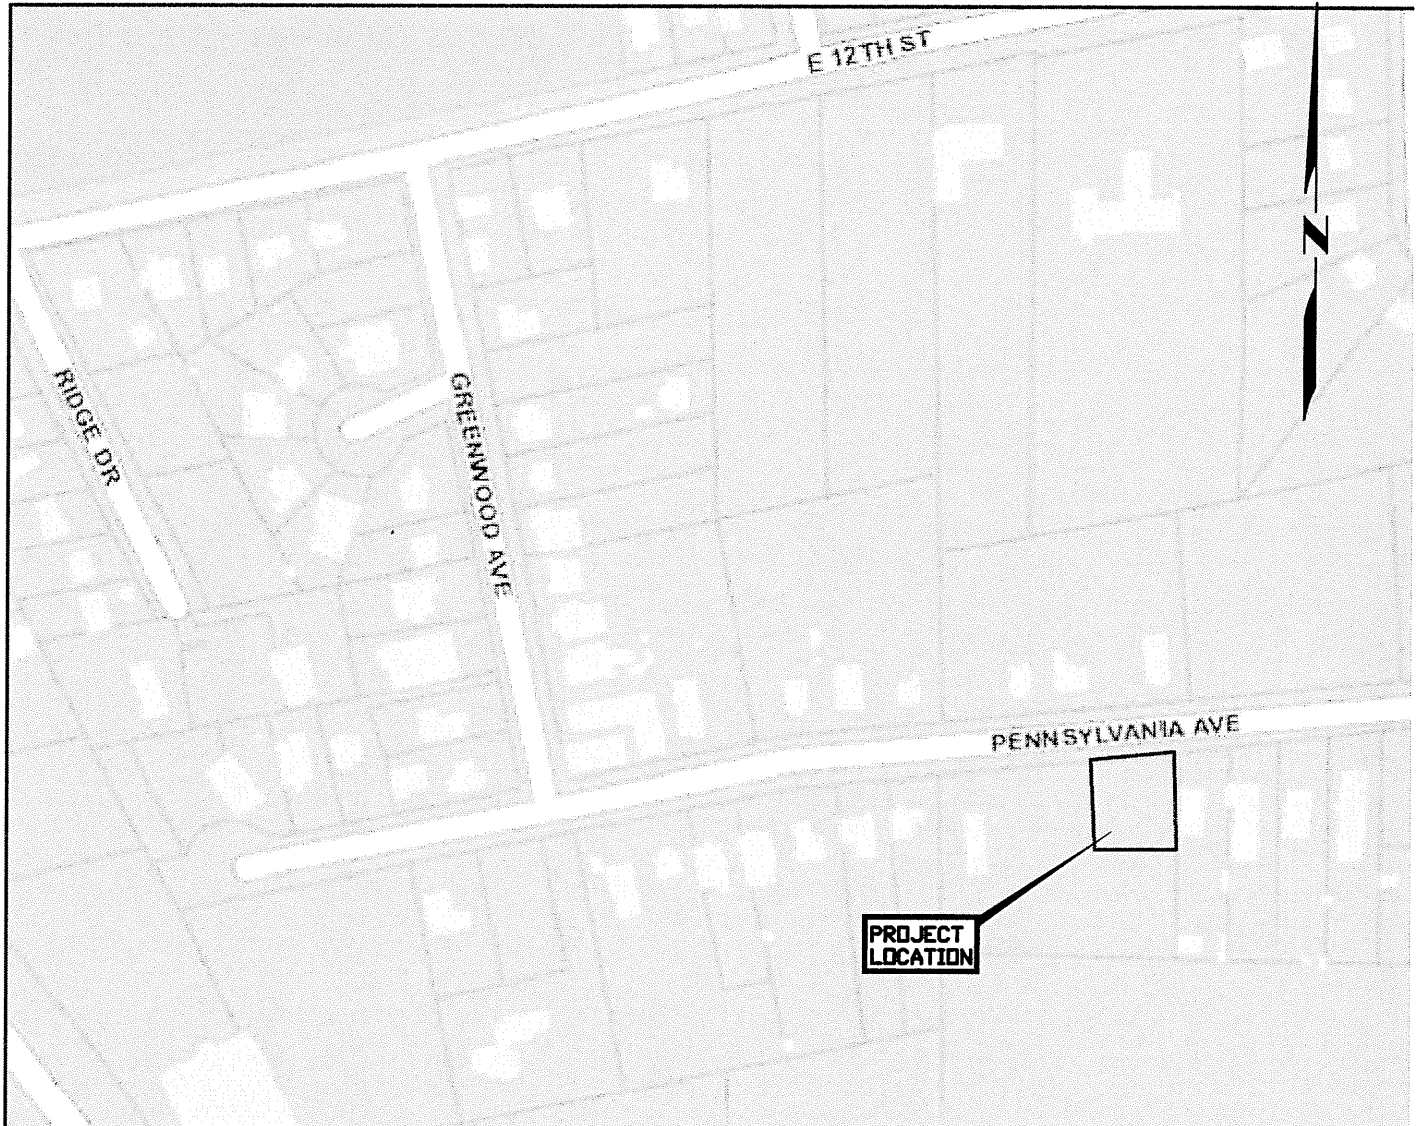 E 12TH ST
N
RIDGE DR
GREENWOOD AVE
PENNSYLVANIA AVE
PROJECT
LOCATION